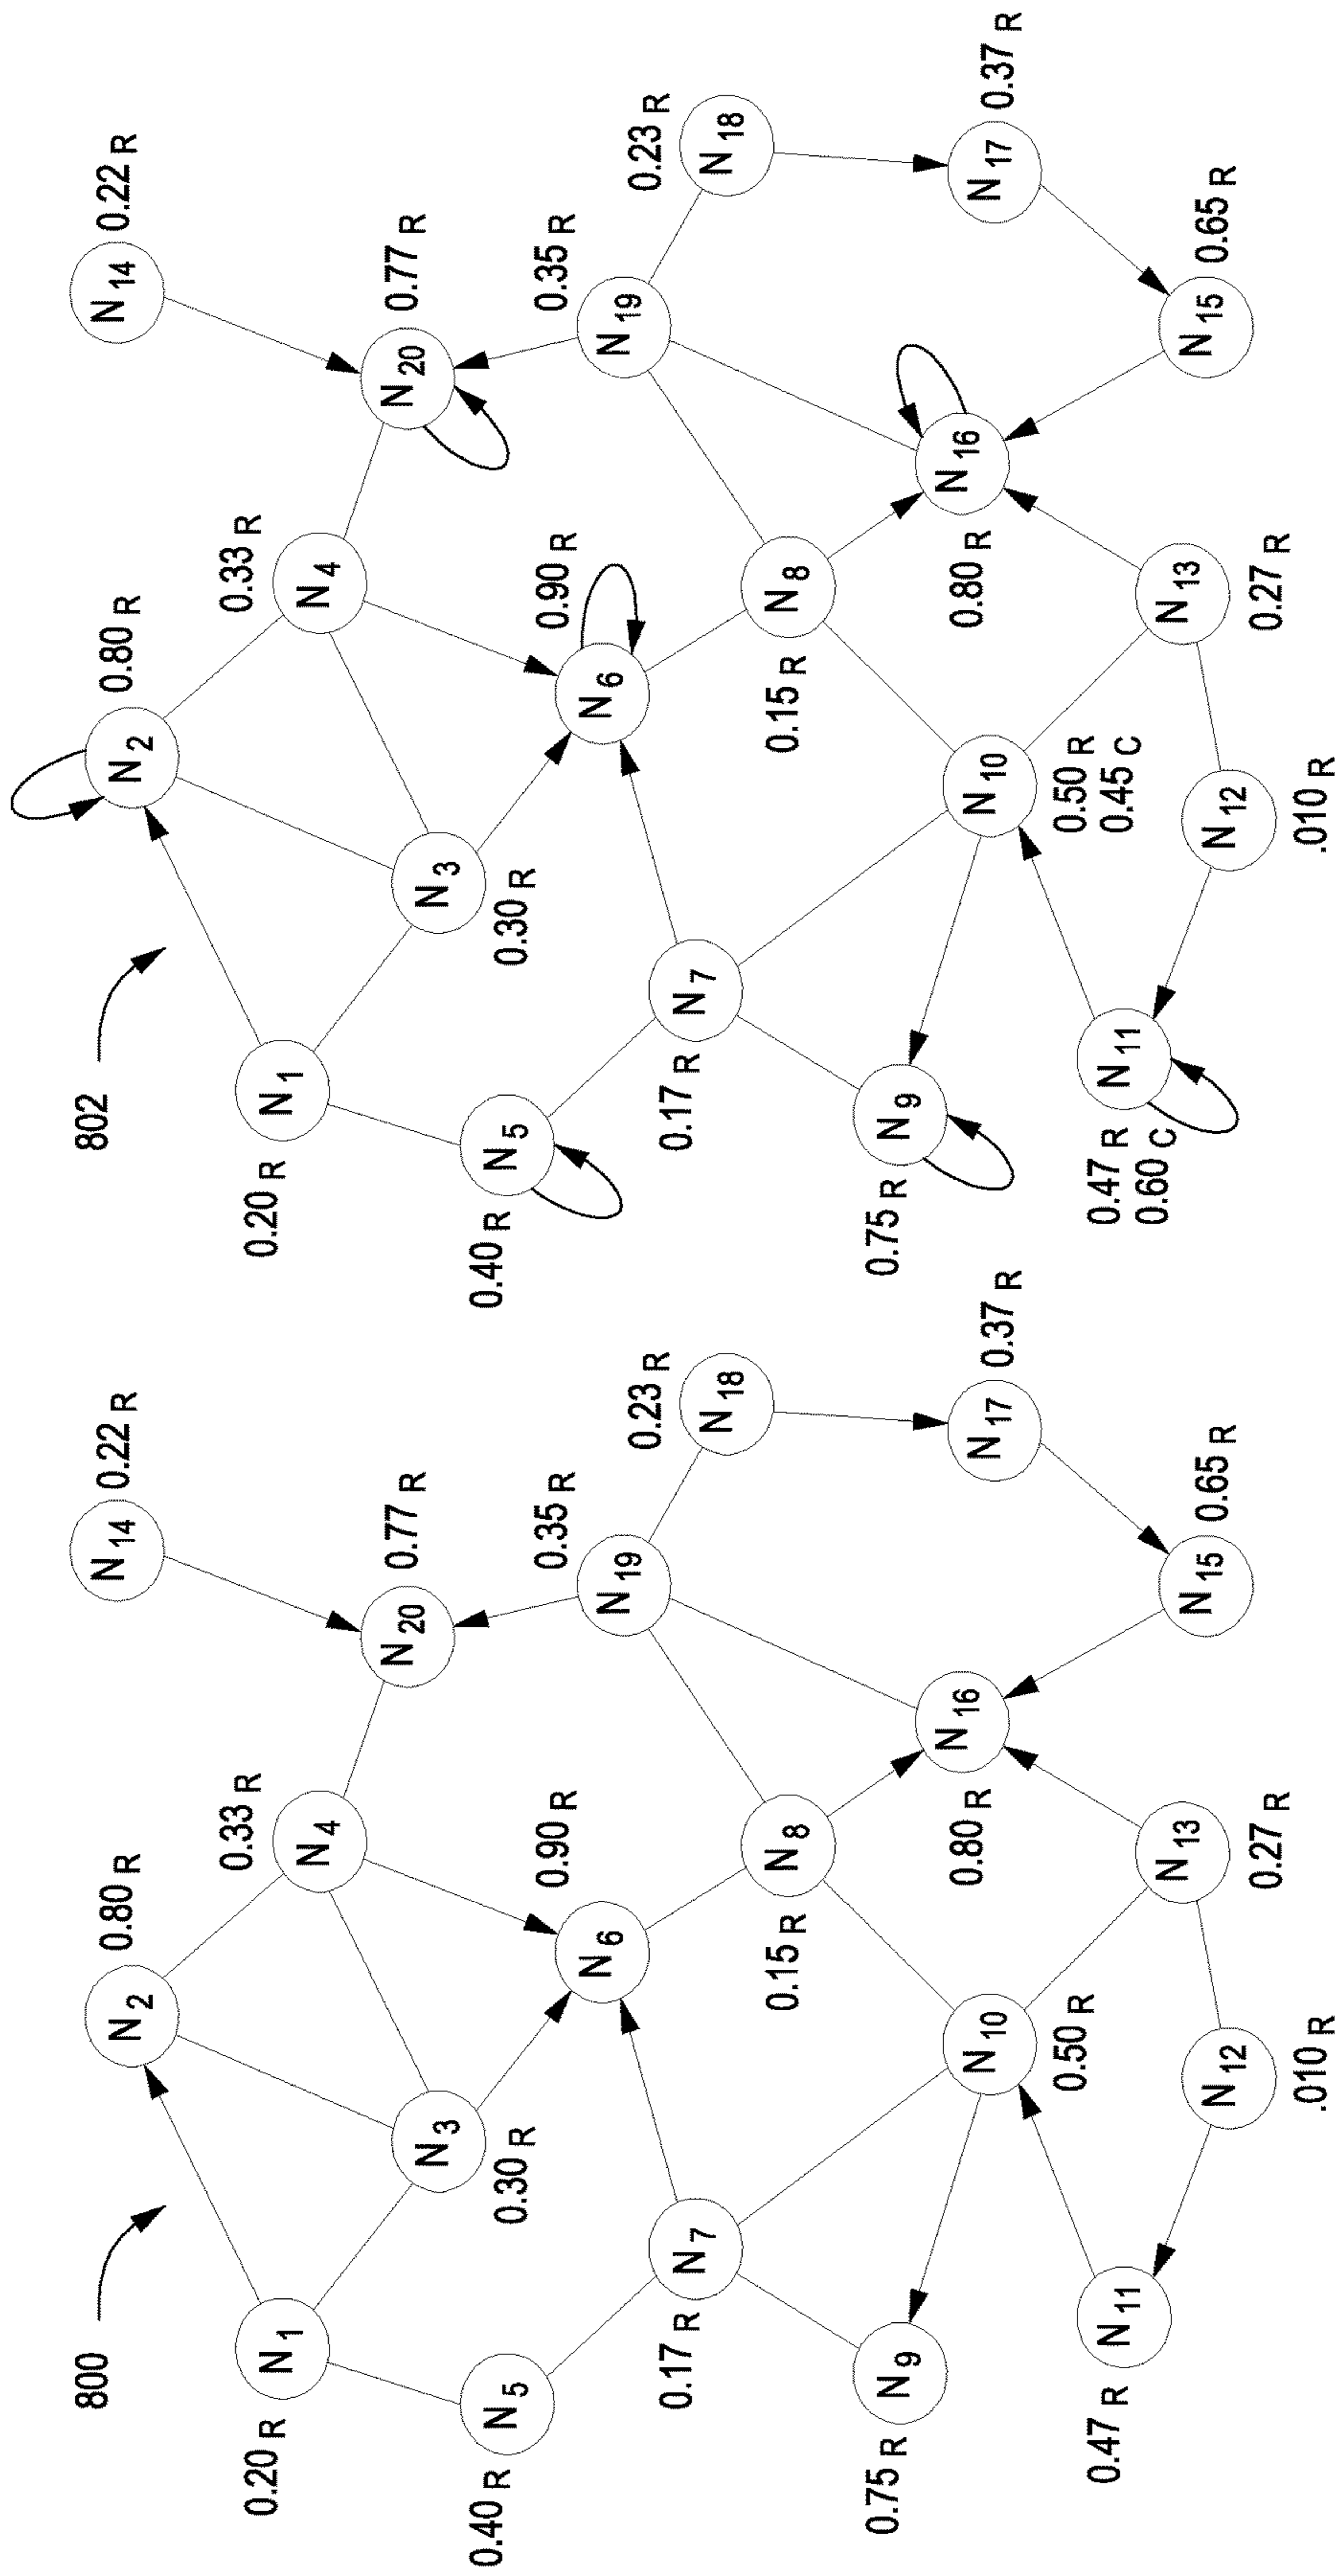 800
N14
0.22 R
N2
0.80 R
N4
0.33 R
N20
0.77 R
N1
0.20 R
N3
0.30 R
N5
0.40 R
N6
0.90 R
N19
0.35 R
N18
0.23 R
N7
0.17 R
N8
0.15 R
N9
0.75 R
N10
0.50 R
N16
0.80 R
N17
0.37 R
N11
0.47 R
N12
.010 R
N13
0.27 R
N15
0.65 R
802
N14
0.22 R
N2
0.80 R
N4
0.33 R
N20
0.77 R
N1
0.20 R
N3
0.30 R
N5
0.40 R
N6
0.90 R
N19
0.35 R
N18
0.23 R
N7
0.17 R
N8
0.15 R
N9
0.75 R
N10
0.50 R
0.45 C
N16
0.80 R
N17
0.37 R
N11
0.47 R
0.60 C
N12
.010 R
N13
0.27 R
N15
0.65 R